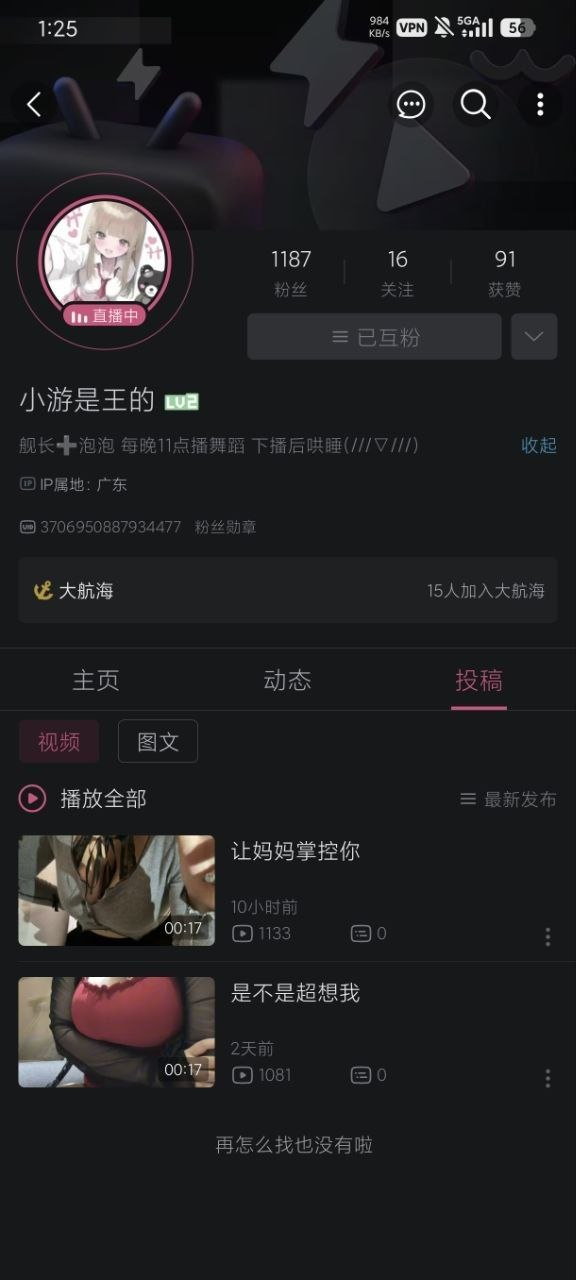 1:25
984 KB/s VPN 5GA 56
直播中
1187 16 91
粉丝 关注 获赞
已互粉
小游是王的 LV2
舰长➕泡泡 每晚11点播舞蹈 下播后哄睡(///▽///) 收起
IP IP属地：广东
UID 3706950887934477 粉丝勋章
大航海 15人加入大航海
主页 动态 投稿
视频 图文
播放全部 最新发布
让妈妈掌控你
10小时前
00:17 1133 0
是不是超想我
2天前
00:17 1081 0
再怎么找也没有啦